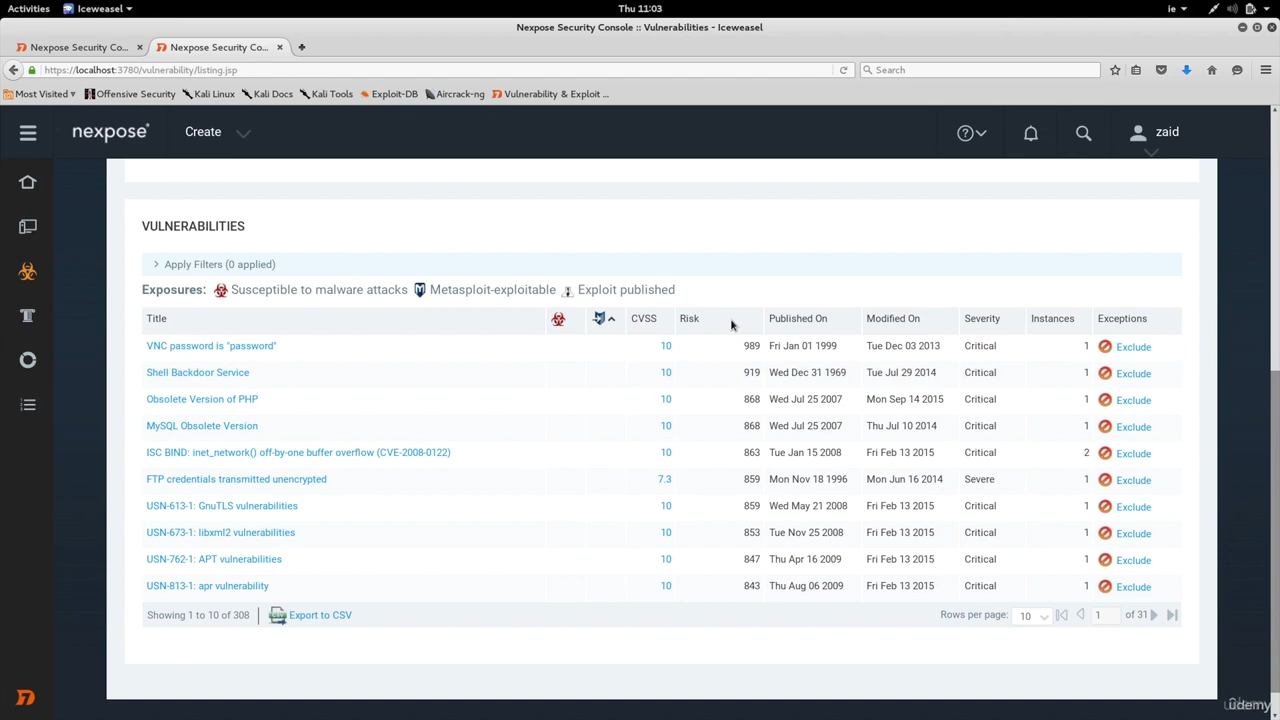 Activities Iceweasel Thu 11:03 ie
Nexpose Security Console :: Vulnerabilities - Iceweasel
Nexpose Security Co... × Nexpose Security Co... ×
https://localhost:3780/vulnerability/listing.jsp Search
Most Visited Offensive Security Kali Linux Kali Docs Kali Tools Exploit-DB Aircrack-ng Vulnerability & Exploit ...
nexpose Create zaid
VULNERABILITIES
Apply Filters (0 applied)
Exposures: Susceptible to malware attacks Metasploit-exploitable Exploit published
Title CVSS Risk Published On Modified On Severity Instances Exceptions
VNC password is "password" 10 989 Fri Jan 01 1999 Tue Dec 03 2013 Critical 1 Exclude
Shell Backdoor Service 10 919 Wed Dec 31 1969 Tue Jul 29 2014 Critical 1 Exclude
Obsolete Version of PHP 10 868 Wed Jul 25 2007 Mon Sep 14 2015 Critical 1 Exclude
MySQL Obsolete Version 10 868 Wed Jul 25 2007 Thu Jul 10 2014 Critical 1 Exclude
ISC BIND: inet_network() off-by-one buffer overflow (CVE-2008-0122) 10 863 Tue Jan 15 2008 Fri Feb 13 2015 Critical 2 Exclude
FTP credentials transmitted unencrypted 7.3 859 Mon Nov 18 1996 Mon Jun 16 2014 Severe 1 Exclude
USN-613-1: GnuTLS vulnerabilities 10 859 Wed May 21 2008 Fri Feb 13 2015 Critical 1 Exclude
USN-673-1: libxml2 vulnerabilities 10 853 Tue Nov 25 2008 Fri Feb 13 2015 Critical 1 Exclude
USN-762-1: APT vulnerabilities 10 847 Thu Apr 16 2009 Fri Feb 13 2015 Critical 1 Exclude
USN-813-1: apr vulnerability 10 843 Thu Aug 06 2009 Fri Feb 13 2015 Critical 1 Exclude
Showing 1 to 10 of 308 Export to CSV Rows per page: 10 1 of 31
udemy